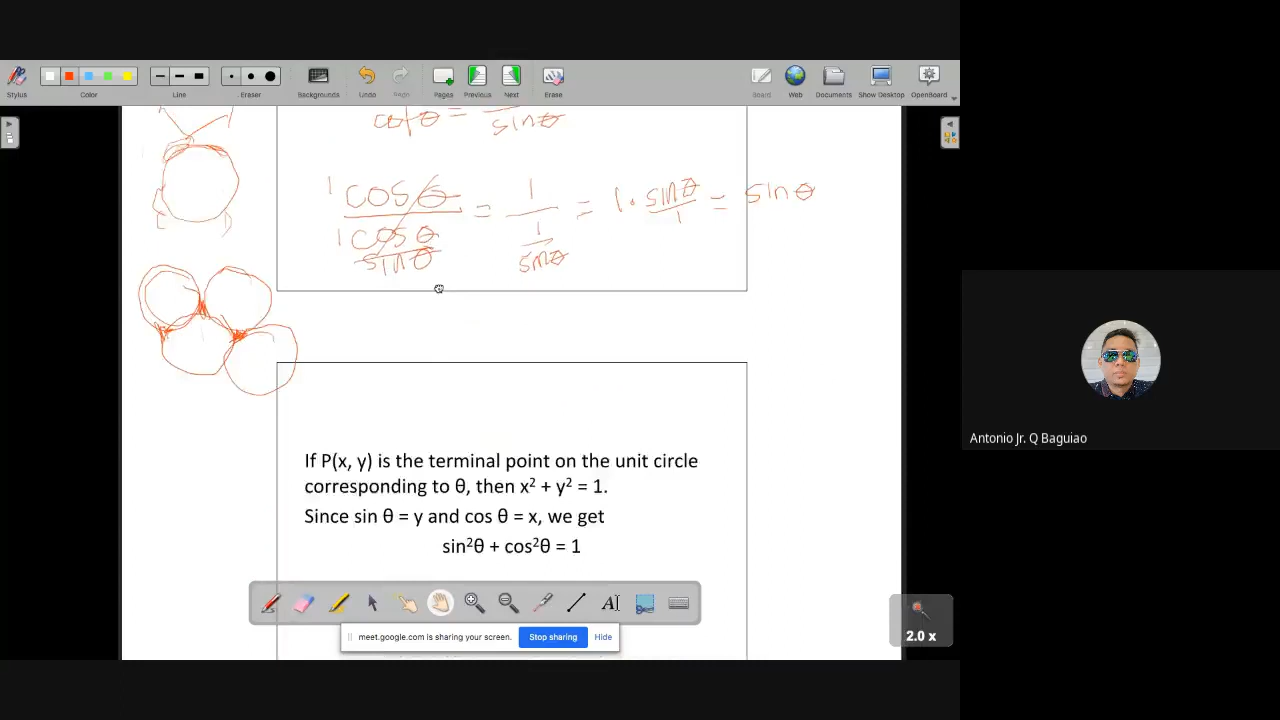 Stylus Color Line Eraser Backgrounds Undo Redo Pages Previous Next Erase Board Web Documents Show Desktop OpenBoard
cot θ = / sin θ
1 cos θ / 1 cos θ / sin θ = 1 / 1 / sin θ = 1 · sin θ / 1 = sin θ
If P(x, y) is the terminal point on the unit circle
corresponding to θ, then x² + y² = 1.
Since sin θ = y and cos θ = x, we get
sin²θ + cos²θ = 1
meet.google.com is sharing your screen. Stop sharing Hide
2.0 x
Antonio Jr. Q Baguiao